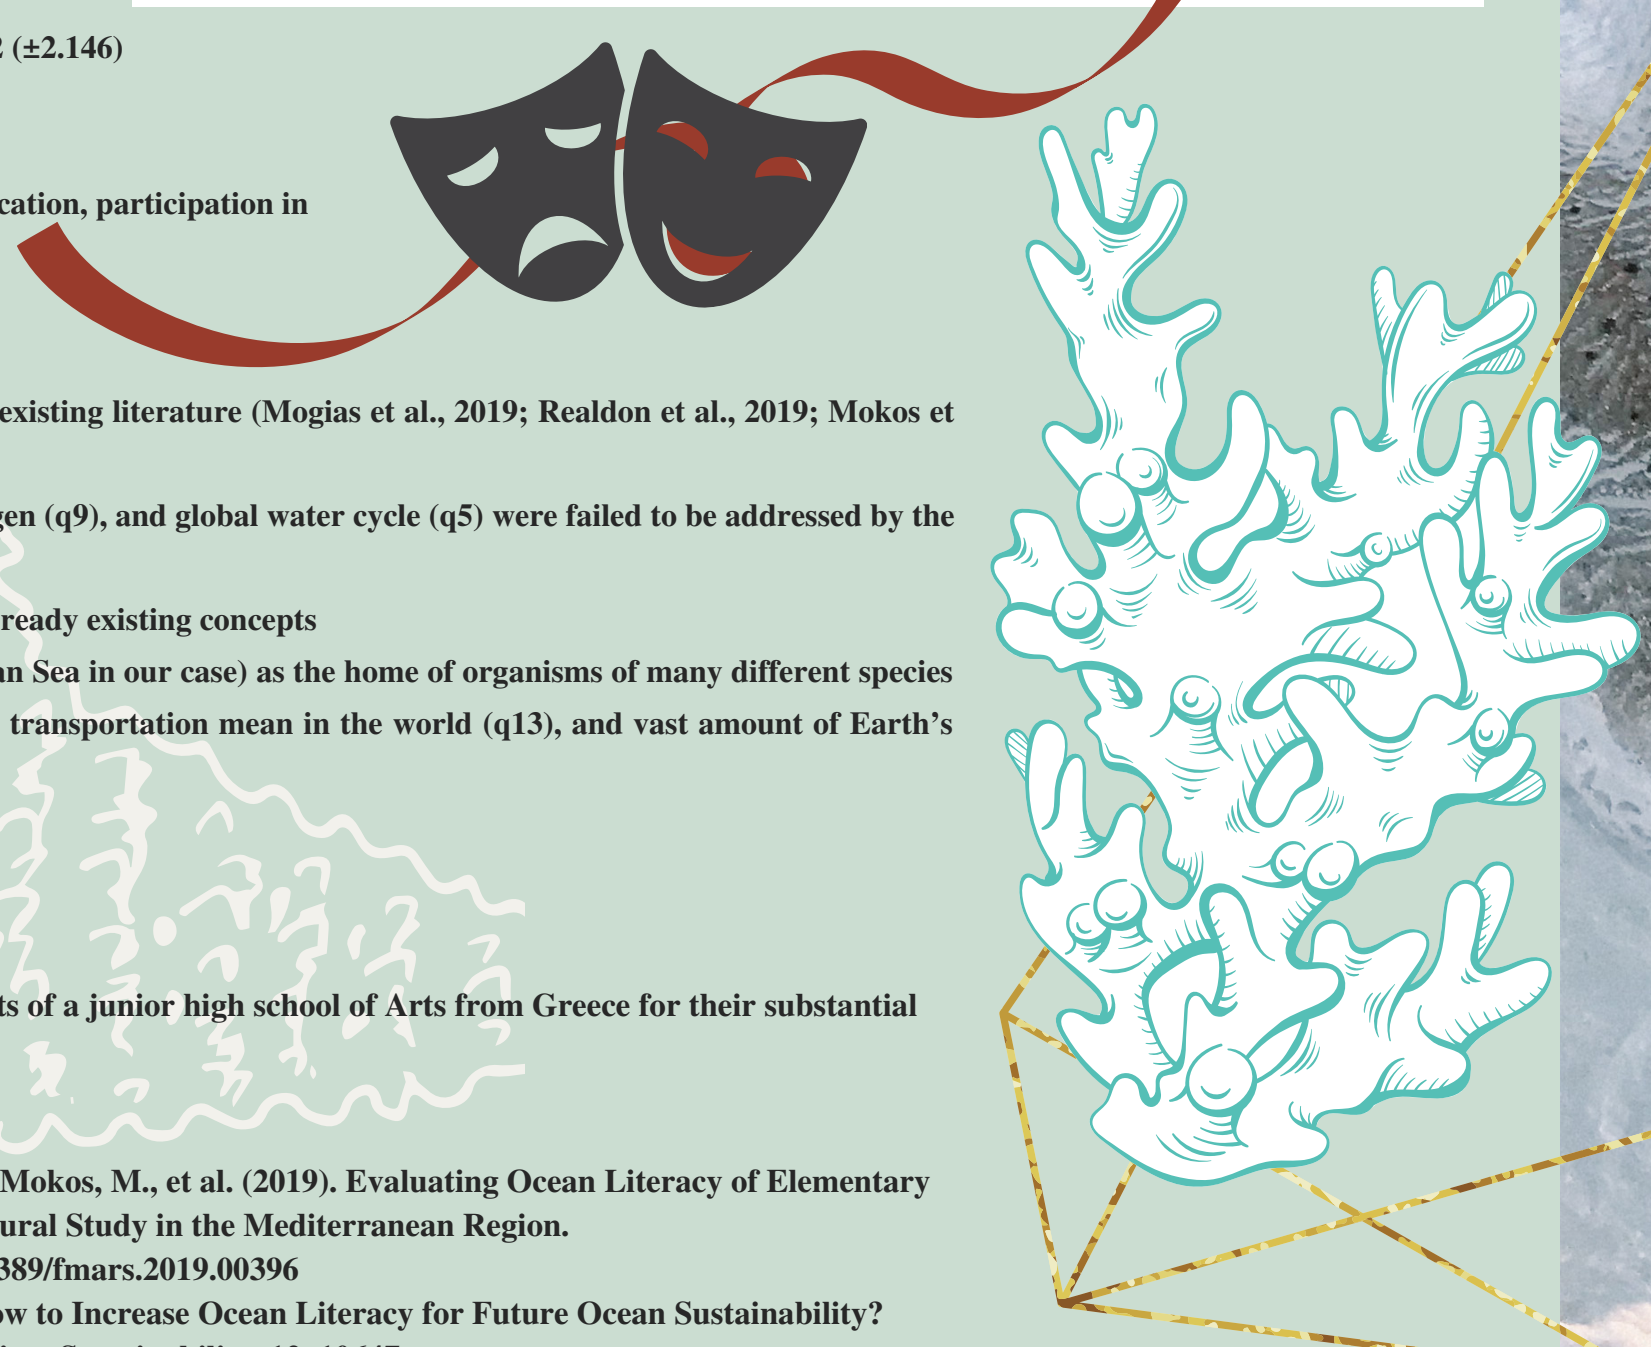 (±2.146)
cation, participation in
existing literature (Mogias et al., 2019; Realdon et al., 2019; Mokos et
gen (q9), and global water cycle (q5) were failed to be addressed by the
ready existing concepts
an Sea in our case) as the home of organisms of many different species
transportation mean in the world (q13), and vast amount of Earth’s
ts of a junior high school of Arts from Greece for their substantial
Mokos, M., et al. (2019). Evaluating Ocean Literacy of Elementary
ural Study in the Mediterranean Region.
389/fmars.2019.00396
ow to Increase Ocean Literacy for Future Ocean Sustainability?